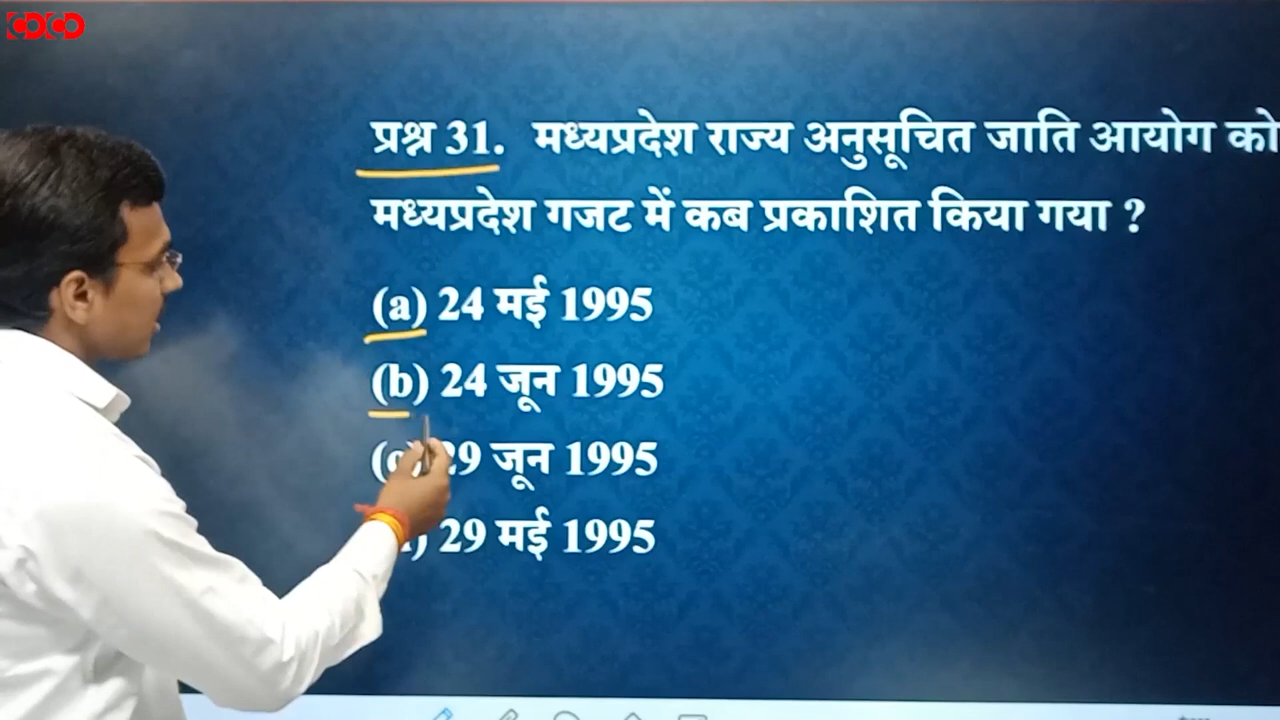 प्रश्न 31. मध्यप्रदेश राज्य अनुसूचित जाति आयोग को
मध्यप्रदेश गजट में कब प्रकाशित किया गया ?
(a) 24 मई 1995
(b) 24 जून 1995
29 जून 1995
29 मई 1995